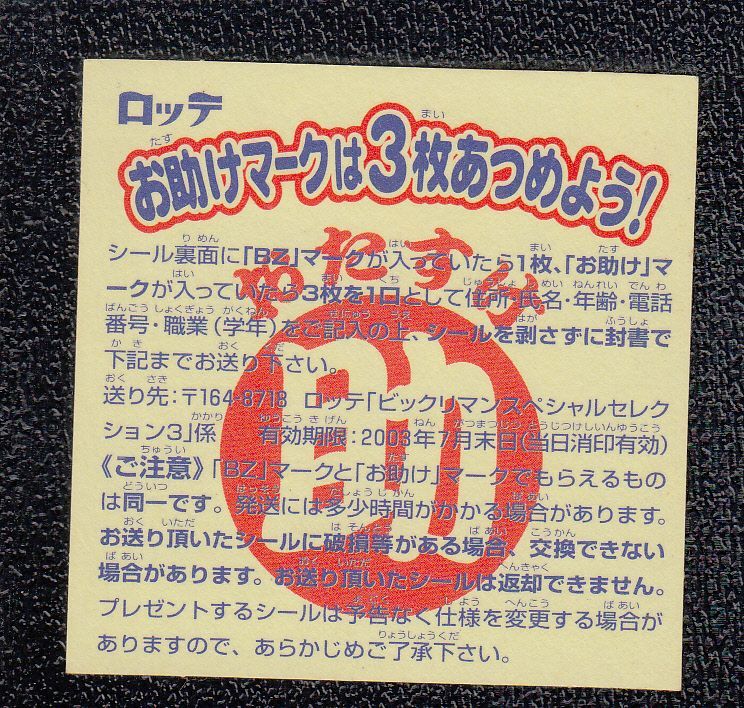 ロッテ
お助けマークは3枚あつめよう!
おたすけ
助
シール裏面に「BZ」マークが入っていたら1枚、「お助け」マ
ークが入っていたら3枚を1口として住所・氏名・年齢・電話
番号・職業(学年)をご記入の上、シールを剥さずに封書で
下記までお送り下さい。
送り先:〒164-8718 ロッテ「ビックリマンスペシャルセレク
ション3」係 有効期限:2003年7月末日(当日消印有効)
《ご注意》「BZ」マークと「お助け」マークでもらえるもの
は同一です。発送には多少時間がかかる場合があります。
お送り頂いたシールに破損等がある場合、交換できない
場合があります。お送り頂いたシールは返却できません。
プレゼントするシールは予告なく仕様を変更する場合が
ありますので、あらかじめご了承下さい。